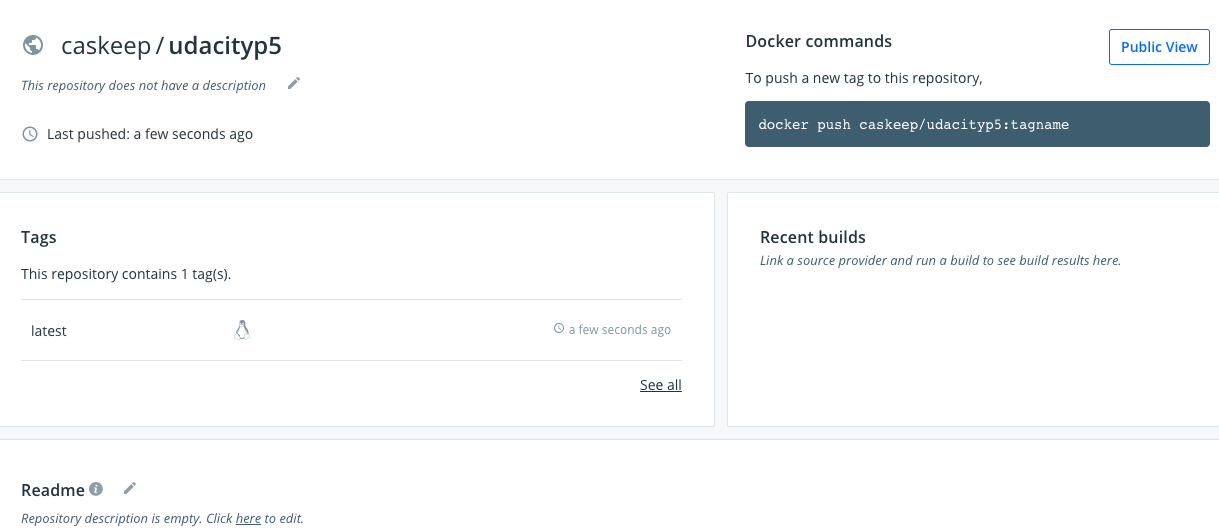 caskeep / udacityp5
This repository does not have a description
Last pushed: a few seconds ago
Docker commands
Public View
To push a new tag to this repository,
docker push caskeep/udacityp5:tagname
Tags
This repository contains 1 tag(s).
latest
a few seconds ago
See all
Recent builds
Link a source provider and run a build to see build results here.
Readme
Repository description is empty. Click here to edit.